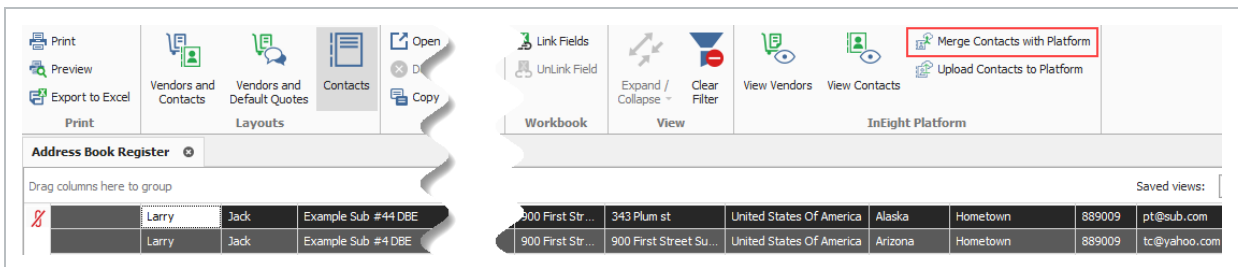 Print
Preview
Export to Excel
Print
Vendors and
Contacts
Vendors and
Default Quotes
Contacts
Layouts
Open
Copy
Link Fields
UnLink Field
Workbook
Expand /
Collapse
Clear
Filter
View
View Vendors
View Contacts
Merge Contacts with Platform
Upload Contacts to Platform
InEight Platform
Address Book Register
Drag columns here to group
Saved views:
Larry Jack Example Sub #44 DBE 900 First Str... 343 Plum st United States Of America Alaska Hometown 889009 pt@sub.com
Larry Jack Example Sub #4 DBE 900 First Str... 900 First Street Su... United States Of America Arizona Hometown 889009 tc@yahoo.com